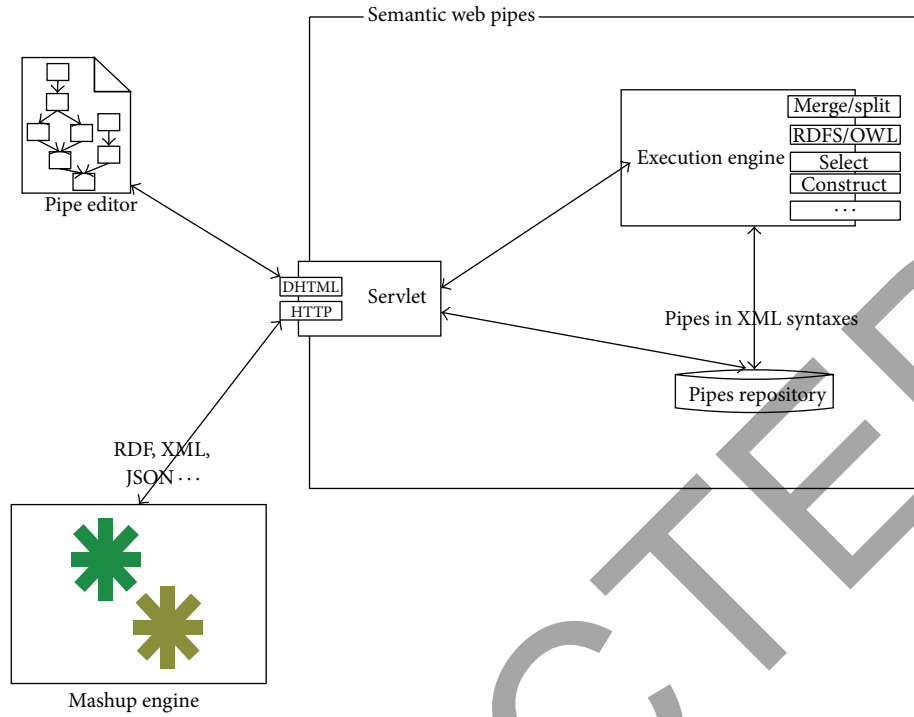 Semantic web pipes
Merge/split
RDFS/OWL
Execution engine
Select
Construct
...
Pipe editor
DHTML
HTTP
Servlet
Pipes in XML syntaxes
Pipes repository
RDF, XML,
JSON ...
Mashup engine
CTED